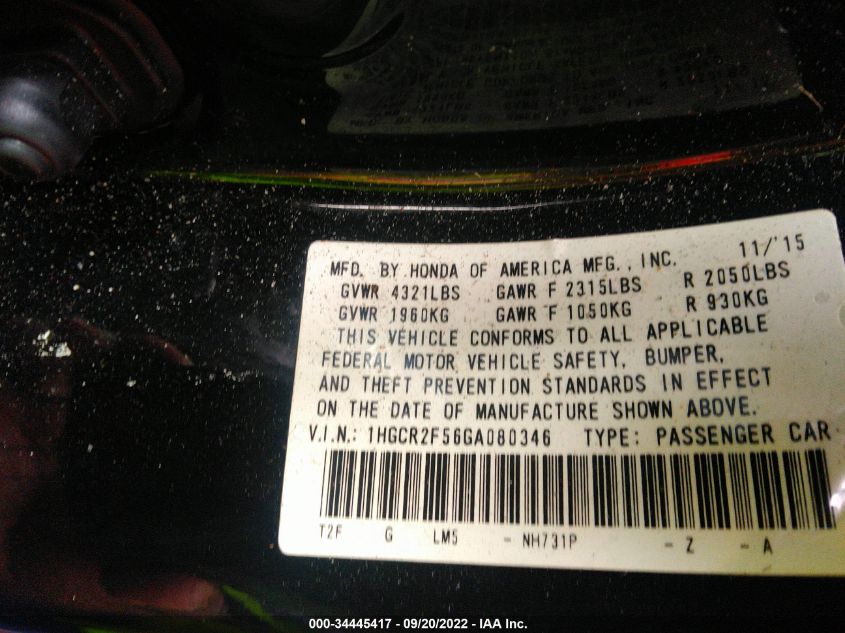 MFD. BY HONDA OF AMERICA MFG., INC. 11/'15
GVWR 4321LBS GAWR F 2315LBS R 2050LBS
GVWR 1960KG GAWR F 1050KG R 930KG
THIS VEHICLE CONFORMS TO ALL APPLICABLE
FEDERAL MOTOR VEHICLE SAFETY, BUMPER,
AND THEFT PREVENTION STANDARDS IN EFFECT
ON THE DATE OF MANUFACTURE SHOWN ABOVE.
V.I.N.: 1HGCR2F56GA080346 TYPE: PASSENGER CAR
T2F G LM5 - NH731P - Z - A
000-34445417 - 09/20/2022 - IAA Inc.